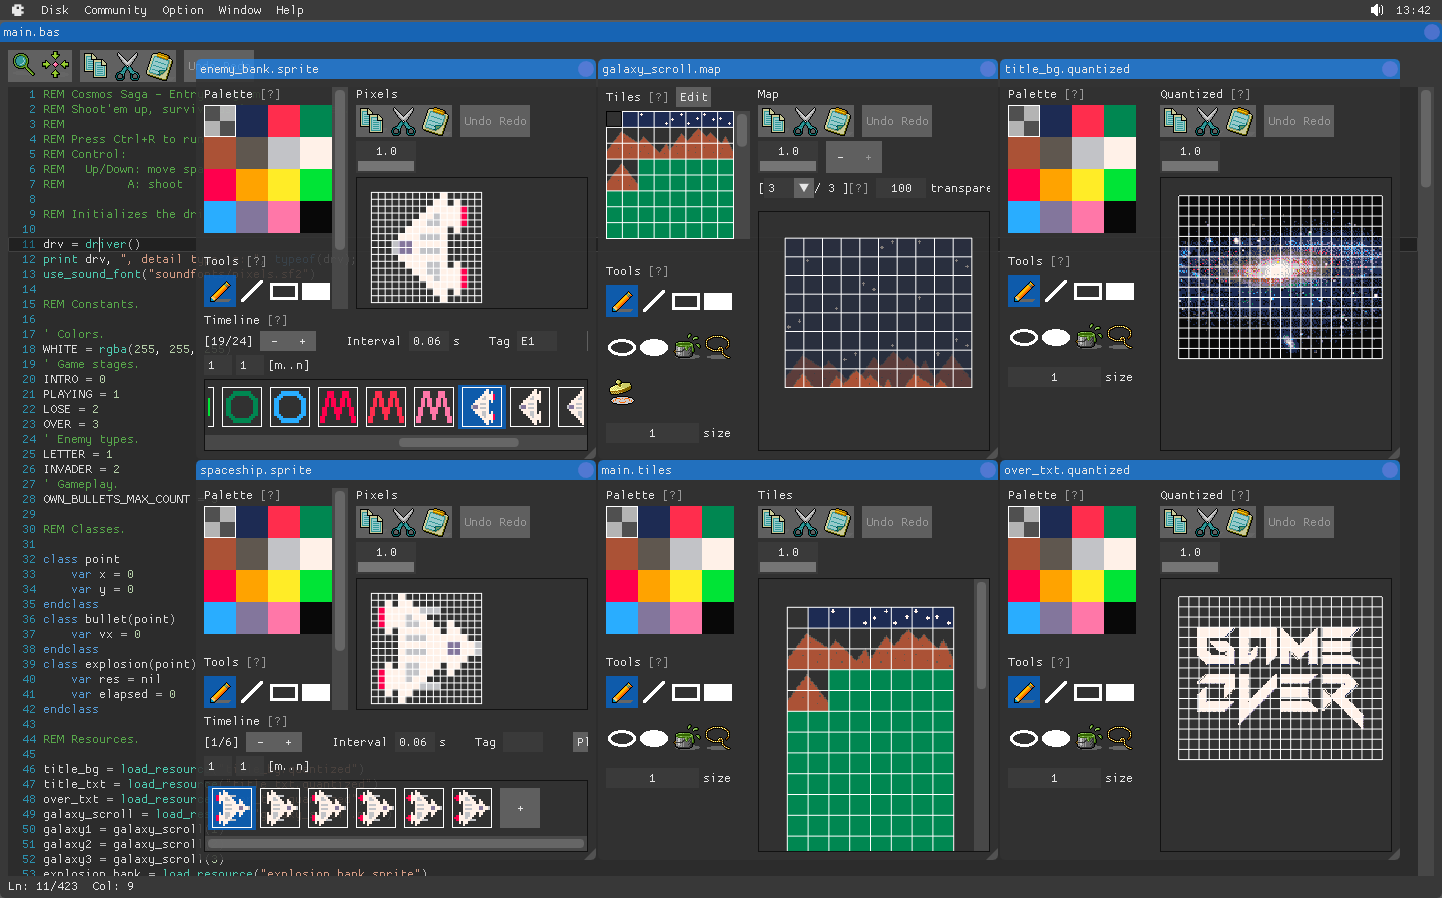 Disk Community Option Window Help 13:42
main.bas
Undo
1 REM Cosmos Saga - Entr
2 REM Shoot'em up, survi
3 REM
4 REM Press Ctrl+R to ru
5 REM Control:
6 REM Up/Down: move sp
7 REM A: shoot
8
9 REM Initializes the dr
10
11 drv = driver()
12 print drv, ", detail ty typeof(drv);
13 use_sound_font("soundfonts/pixels.sf2")
14
15 REM Constants.
16
17 ' Colors.
18 WHITE = rgba(255, 255, 255)
19 ' Game stages.
20 INTRO = 0
21 PLAYING = 1
22 LOSE = 2
23 OVER = 3
24 ' Enemy types.
25 LETTER = 1
26 INVADER = 2
27 ' Gameplay.
28 OWN_BULLETS_MAX_COUNT
29
30 REM Classes.
31
32 class point
33 var x = 0
34 var y = 0
35 endclass
36 class bullet(point)
37 var vx = 0
38 endclass
39 class explosion(point)
40 var res = nil
41 var elapsed = 0
42 endclass
43
44 REM Resources.
45
46 title_bg = load_resour quantized")
47 title_txt = load_resou
48 over_txt = load_resour
49 galaxy_scroll = load_r
50 galaxy1 = galaxy_scroll
51 galaxy2 = galaxy_scroll
52 galaxy3 = galaxy_scroll(3)
53 explosion_bank = load_resource("explosion_bank.sprite")
Ln: 11/423 Col: 9
enemy_bank.sprite
Palette [?] Pixels
Undo Redo
1.0
Tools [?]
Timeline [?]
[19/24] - + Interval 0.06 s Tag E1
1 1 [m..n]
galaxy_scroll.map
Tiles [?] Edit Map
Undo Redo
1.0 - +
[ 3 / 3 ][?] 100 transpare
Tools [?]
1 size
title_bg.quantized
Palette [?] Quantized [?]
Undo Redo
1.0
Tools [?]
1 size
spaceship.sprite
Palette [?] Pixels
Undo Redo
1.0
Tools [?]
Timeline [?]
[1/6] - + Interval 0.06 s Tag Pl
1 1 [m..n]
+
main.tiles
Palette [?] Tiles
Undo Redo
1.0
Tools [?]
1 size
over_txt.quantized
Palette [?] Quantized [?]
Undo Redo
1.0
Tools [?]
GAME
OVER
1 size